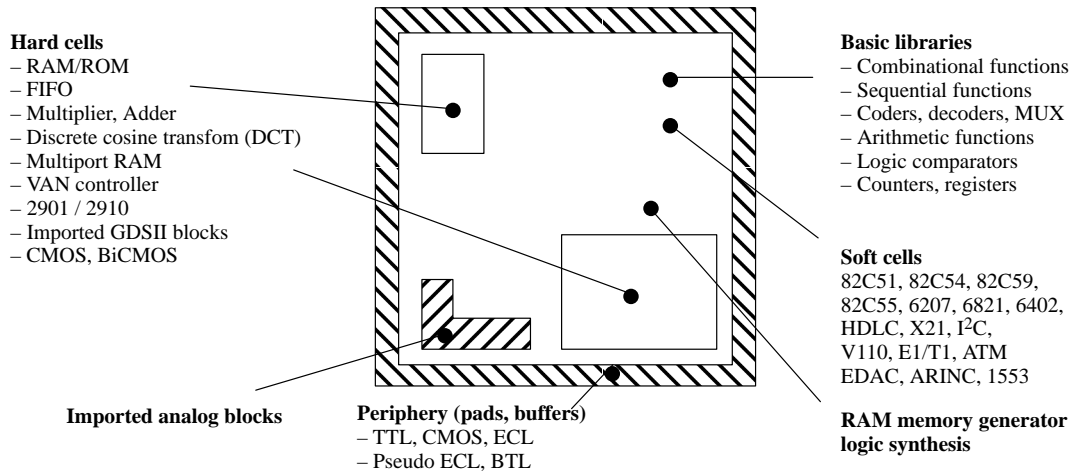 Hard cells
– RAM/ROM
– FIFO
– Multiplier, Adder
– Discrete cosine transfom (DCT)
– Multiport RAM
– VAN controller
– 2901 / 2910
– Imported GDSII blocks
– CMOS, BiCMOS
Imported analog blocks
Periphery (pads, buffers)
– TTL, CMOS, ECL
– Pseudo ECL, BTL
Basic libraries
– Combinational functions
– Sequential functions
– Coders, decoders, MUX
– Arithmetic functions
– Logic comparators
– Counters, registers
Soft cells
82C51, 82C54, 82C59,
82C55, 6207, 6821, 6402,
HDLC, X21, I²C,
V110, E1/T1, ATM
EDAC, ARINC, 1553
RAM memory generator
logic synthesis